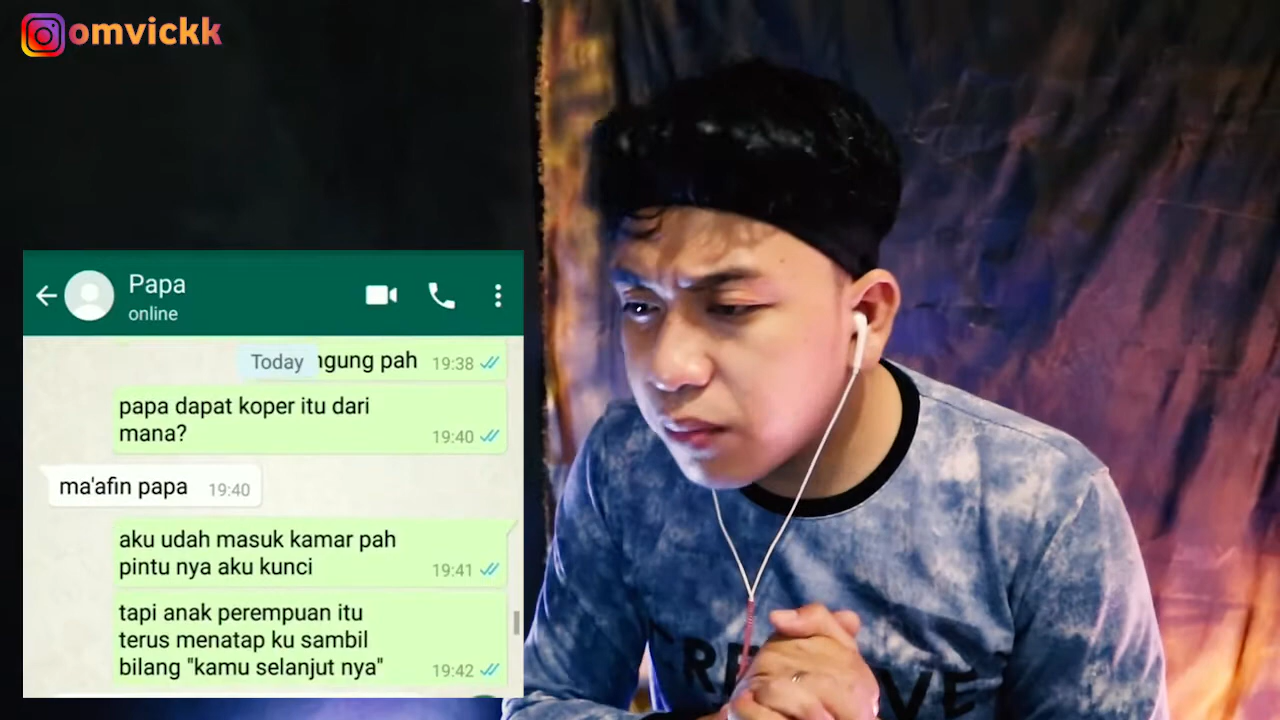 omvickk
Papa
online
Today
ngung pah 19:38
papa dapat koper itu dari
mana? 19:40
ma'afin papa 19:40
aku udah masuk kamar pah
pintu nya aku kunci 19:41
tapi anak perempuan itu
terus menatap ku sambil
bilang "kamu selanjut nya" 19:42